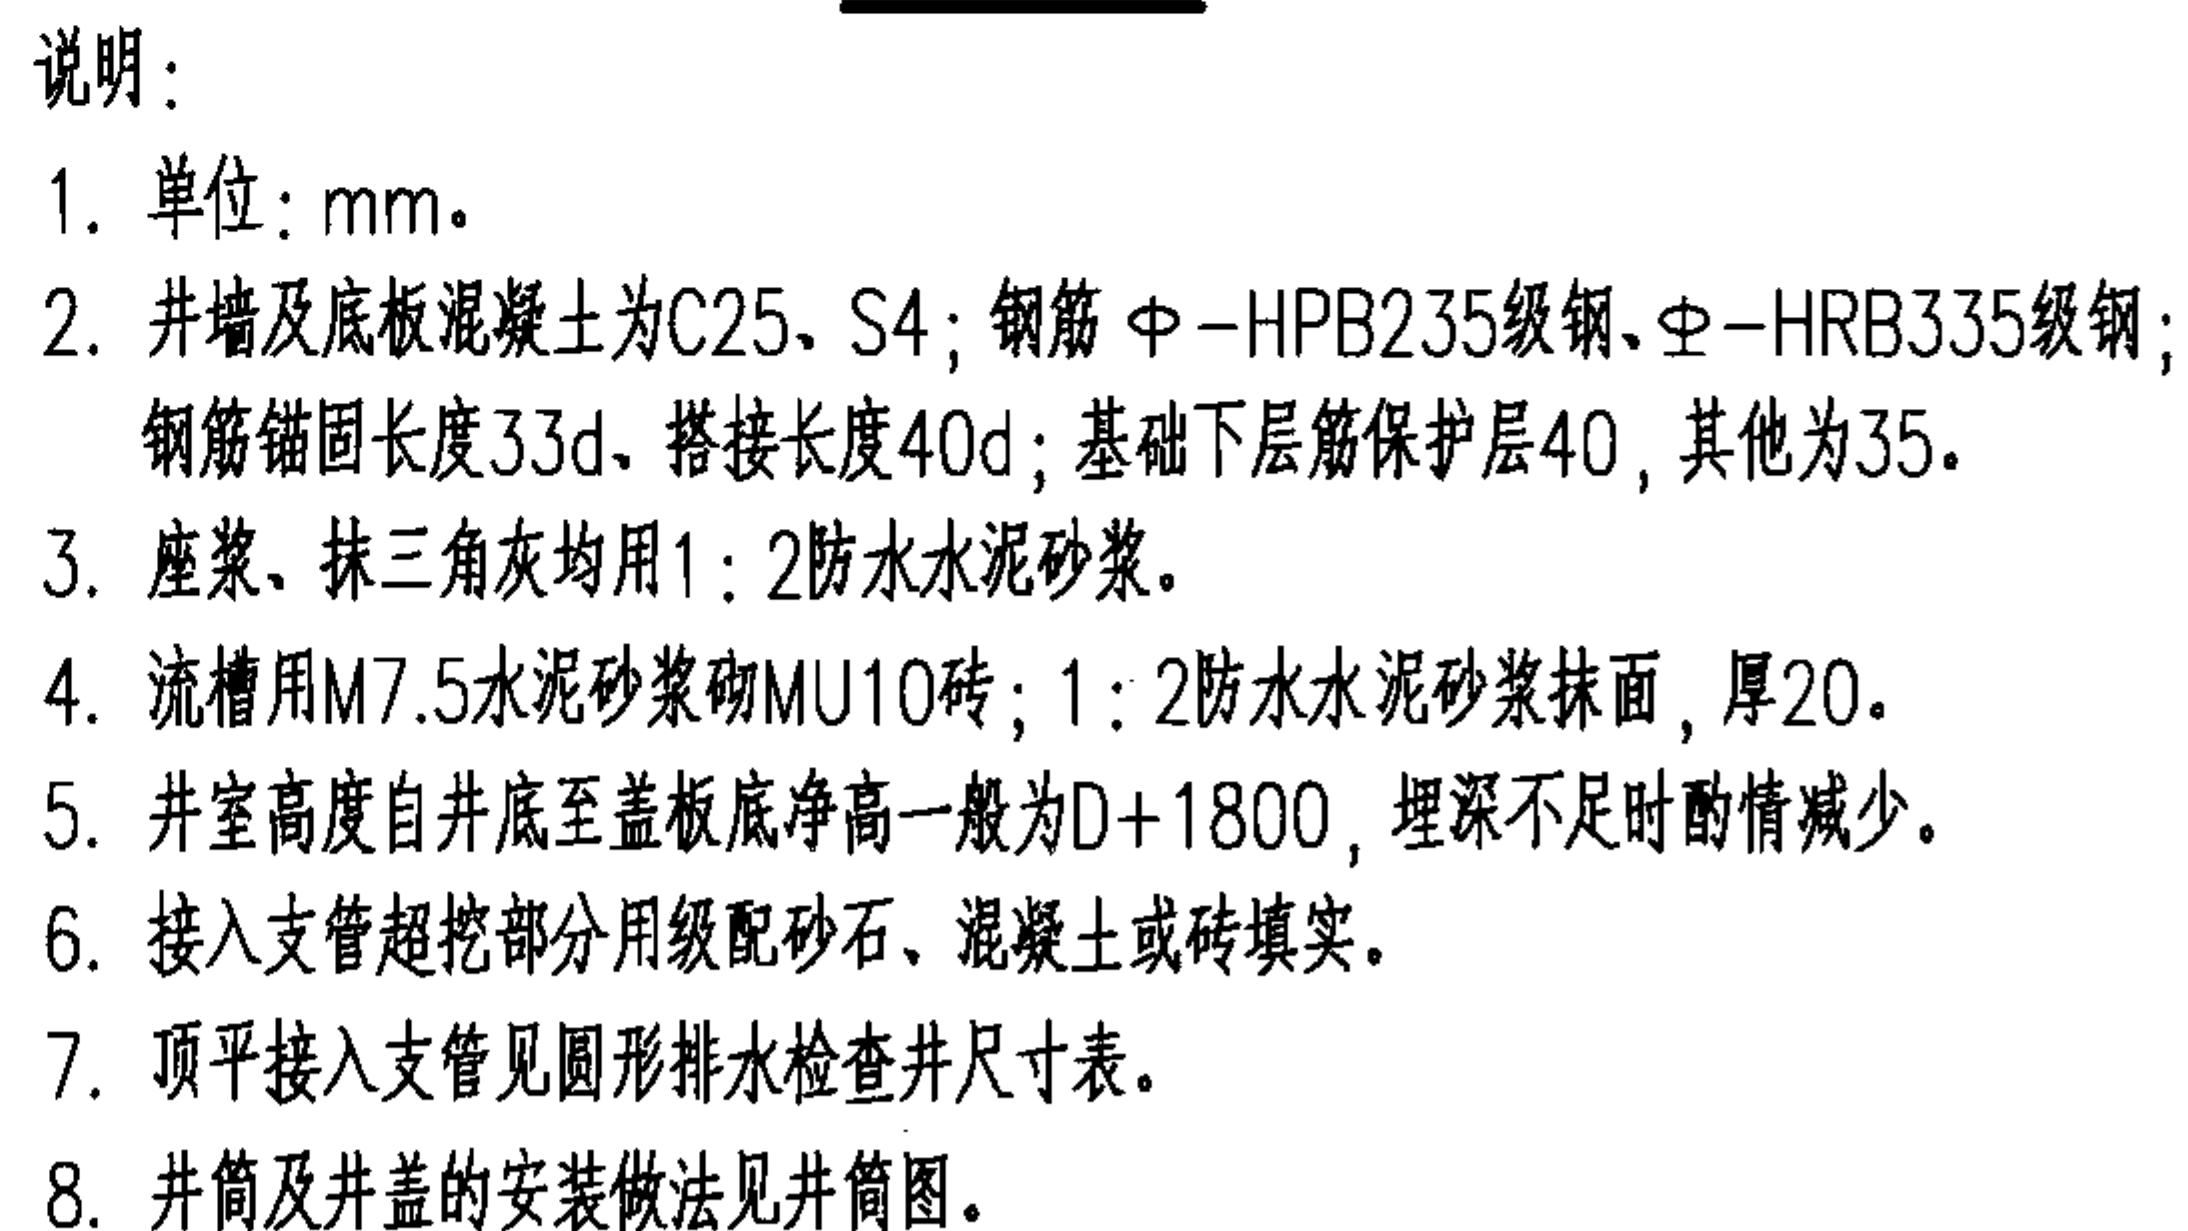 说明：
1. 单位：mm。
2. 井墙及底板混凝土为C25、S4；钢筋Φ-HPB235级钢、Φ-HRB335级钢；
钢筋锚固长度33d、搭接长度40d；基础下层筋保护层40，其他为35。
3. 座浆、抹三角灰均用1：2防水水泥砂浆。
4. 流槽用M7.5水泥砂浆砌MU10砖；1：2防水水泥砂浆抹面，厚20。
5. 井室高度自井底至盖板底净高一般为D+1800，埋深不足时酌情减少。
6. 接入支管超挖部分用级配砂石、混凝土或砖填实。
7. 顶平接入支管见圆形排水检查井尺寸表。
8. 井筒及井盖的安装做法见井筒图。